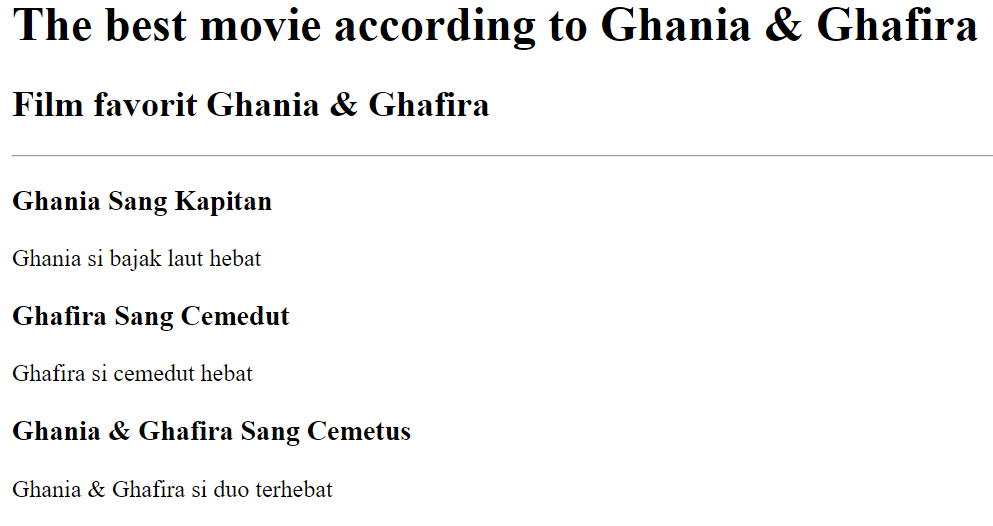 The best movie according to Ghania & Ghafira
Film favorit Ghania & Ghafira
Ghania Sang Kapitan
Ghania si bajak laut hebat
Ghafira Sang Cemedut
Ghafira si cemedut hebat
Ghania & Ghafira Sang Cemetus
Ghania & Ghafira si duo terhebat